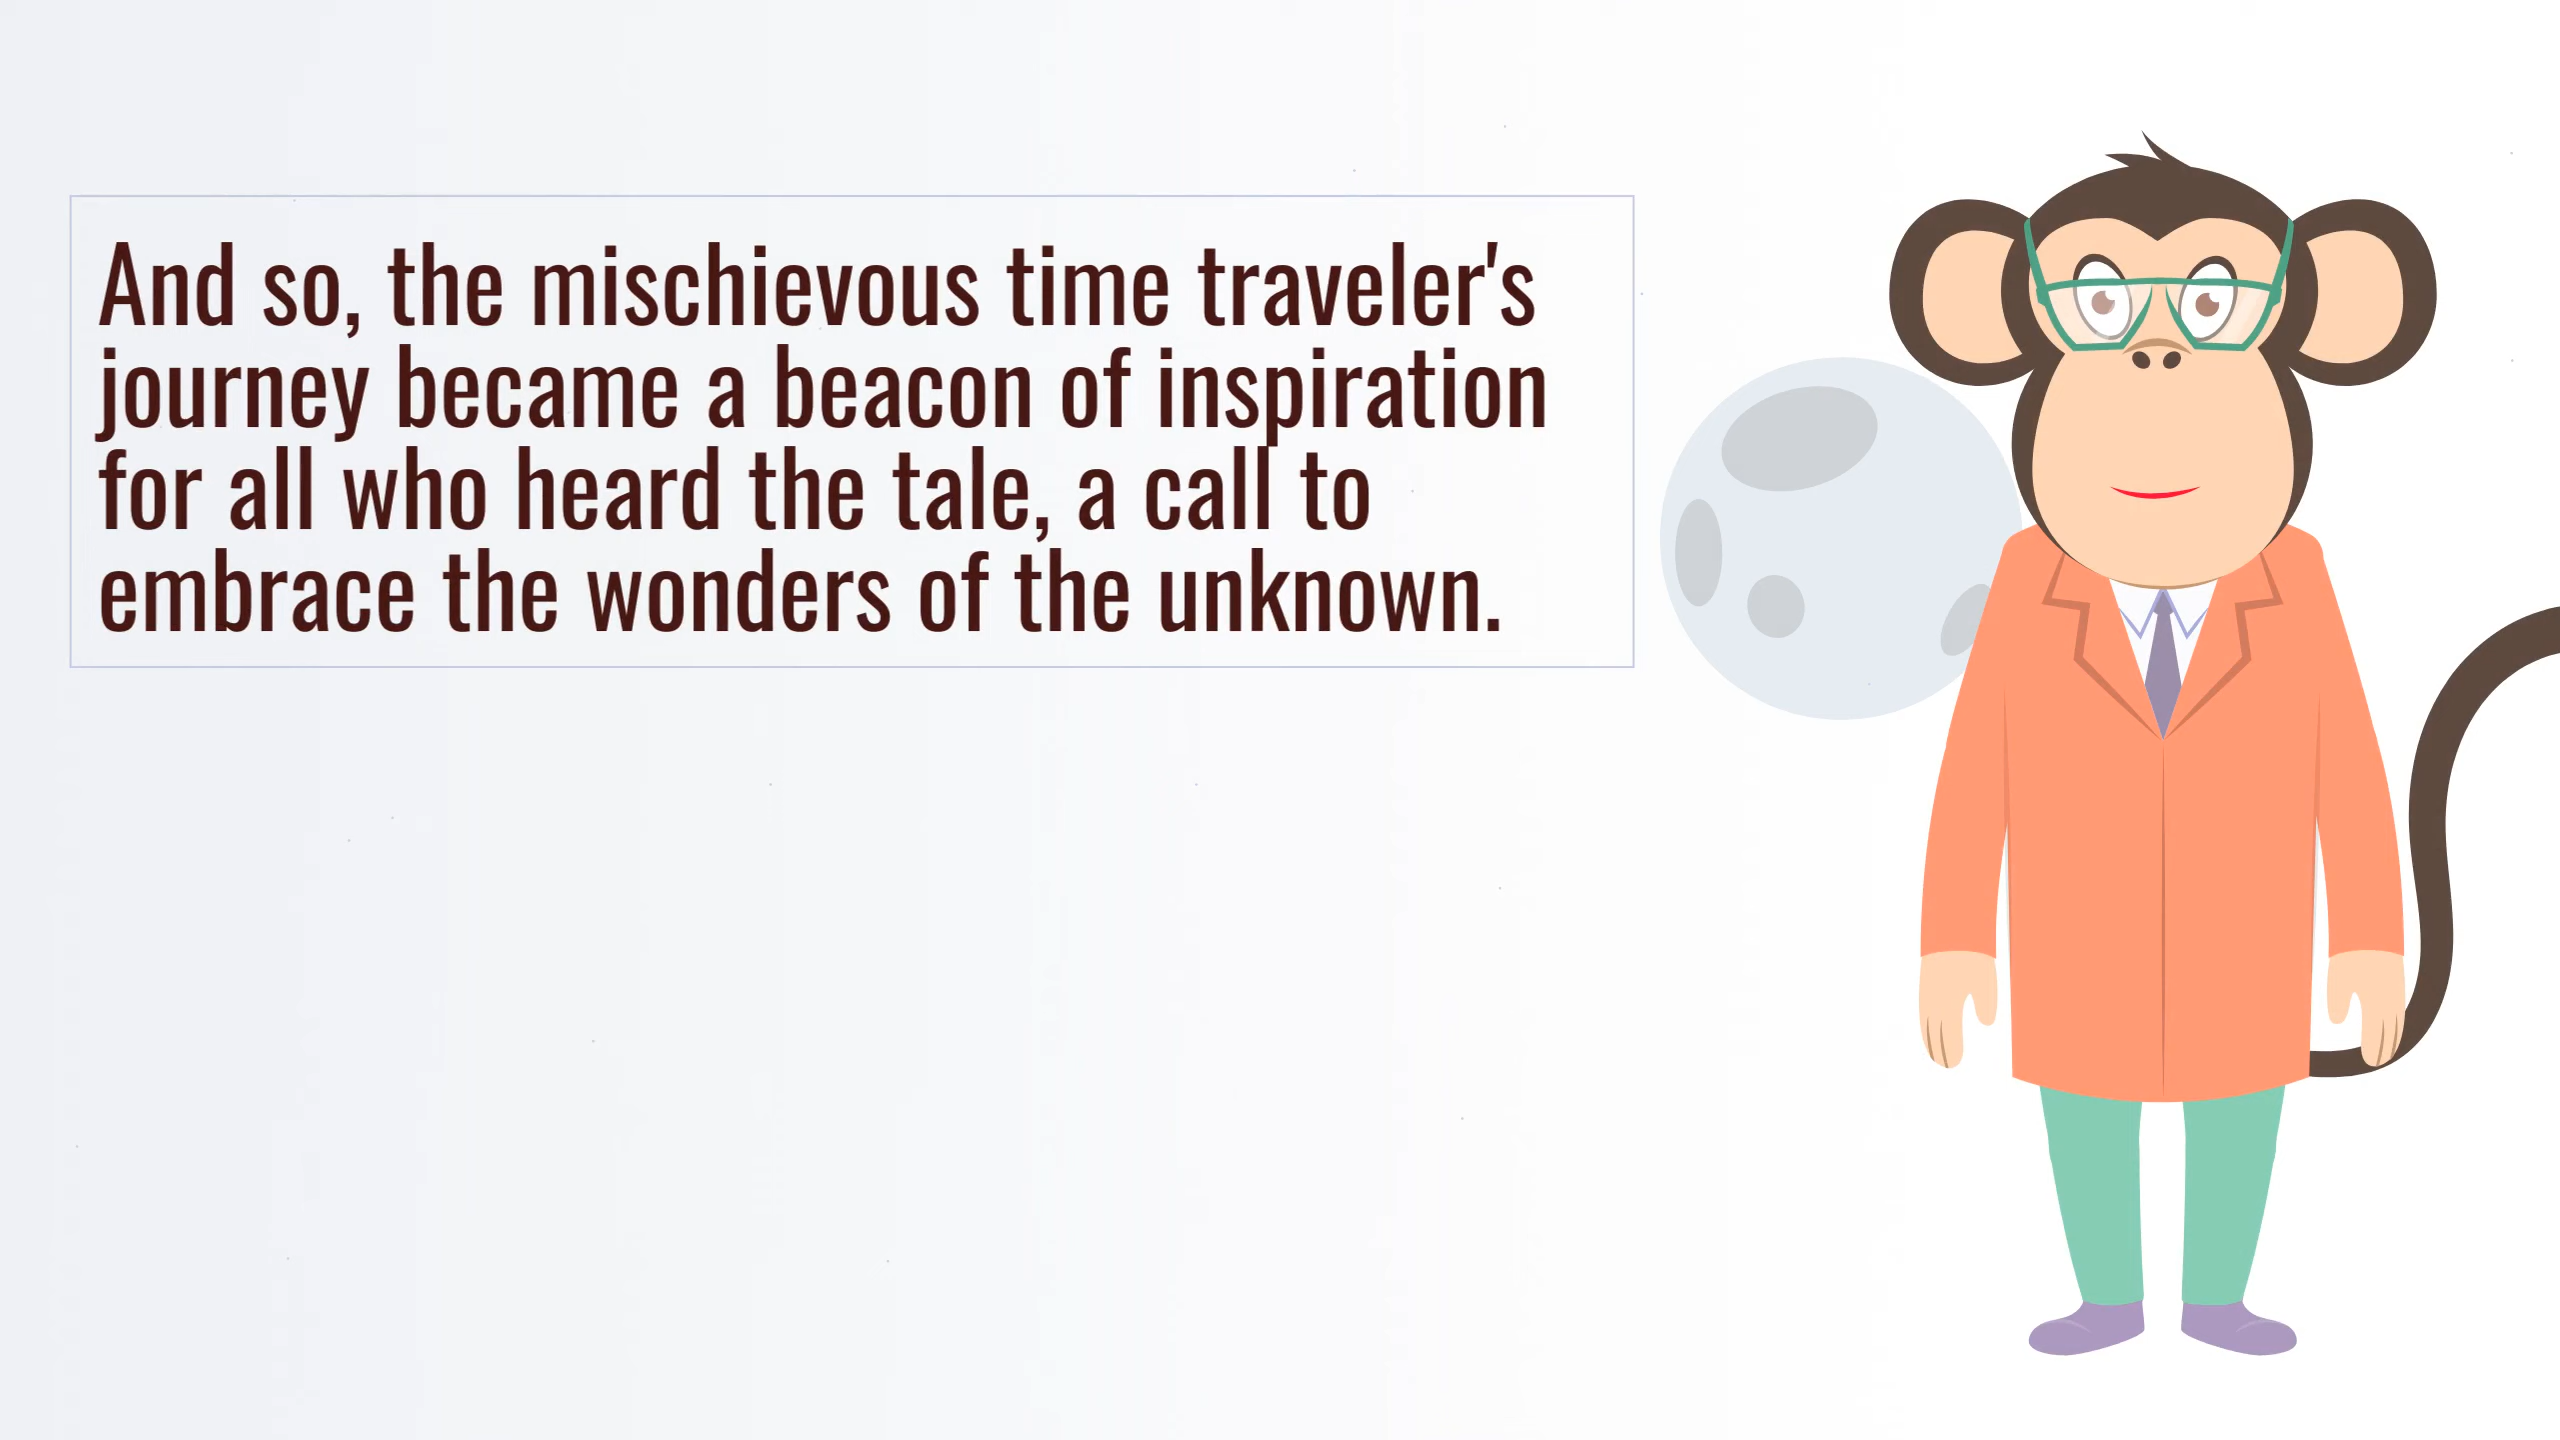 And so, the mischievous time traveler's
journey became a beacon of inspiration
for all who heard the tale, a call to
embrace the wonders of the unknown.